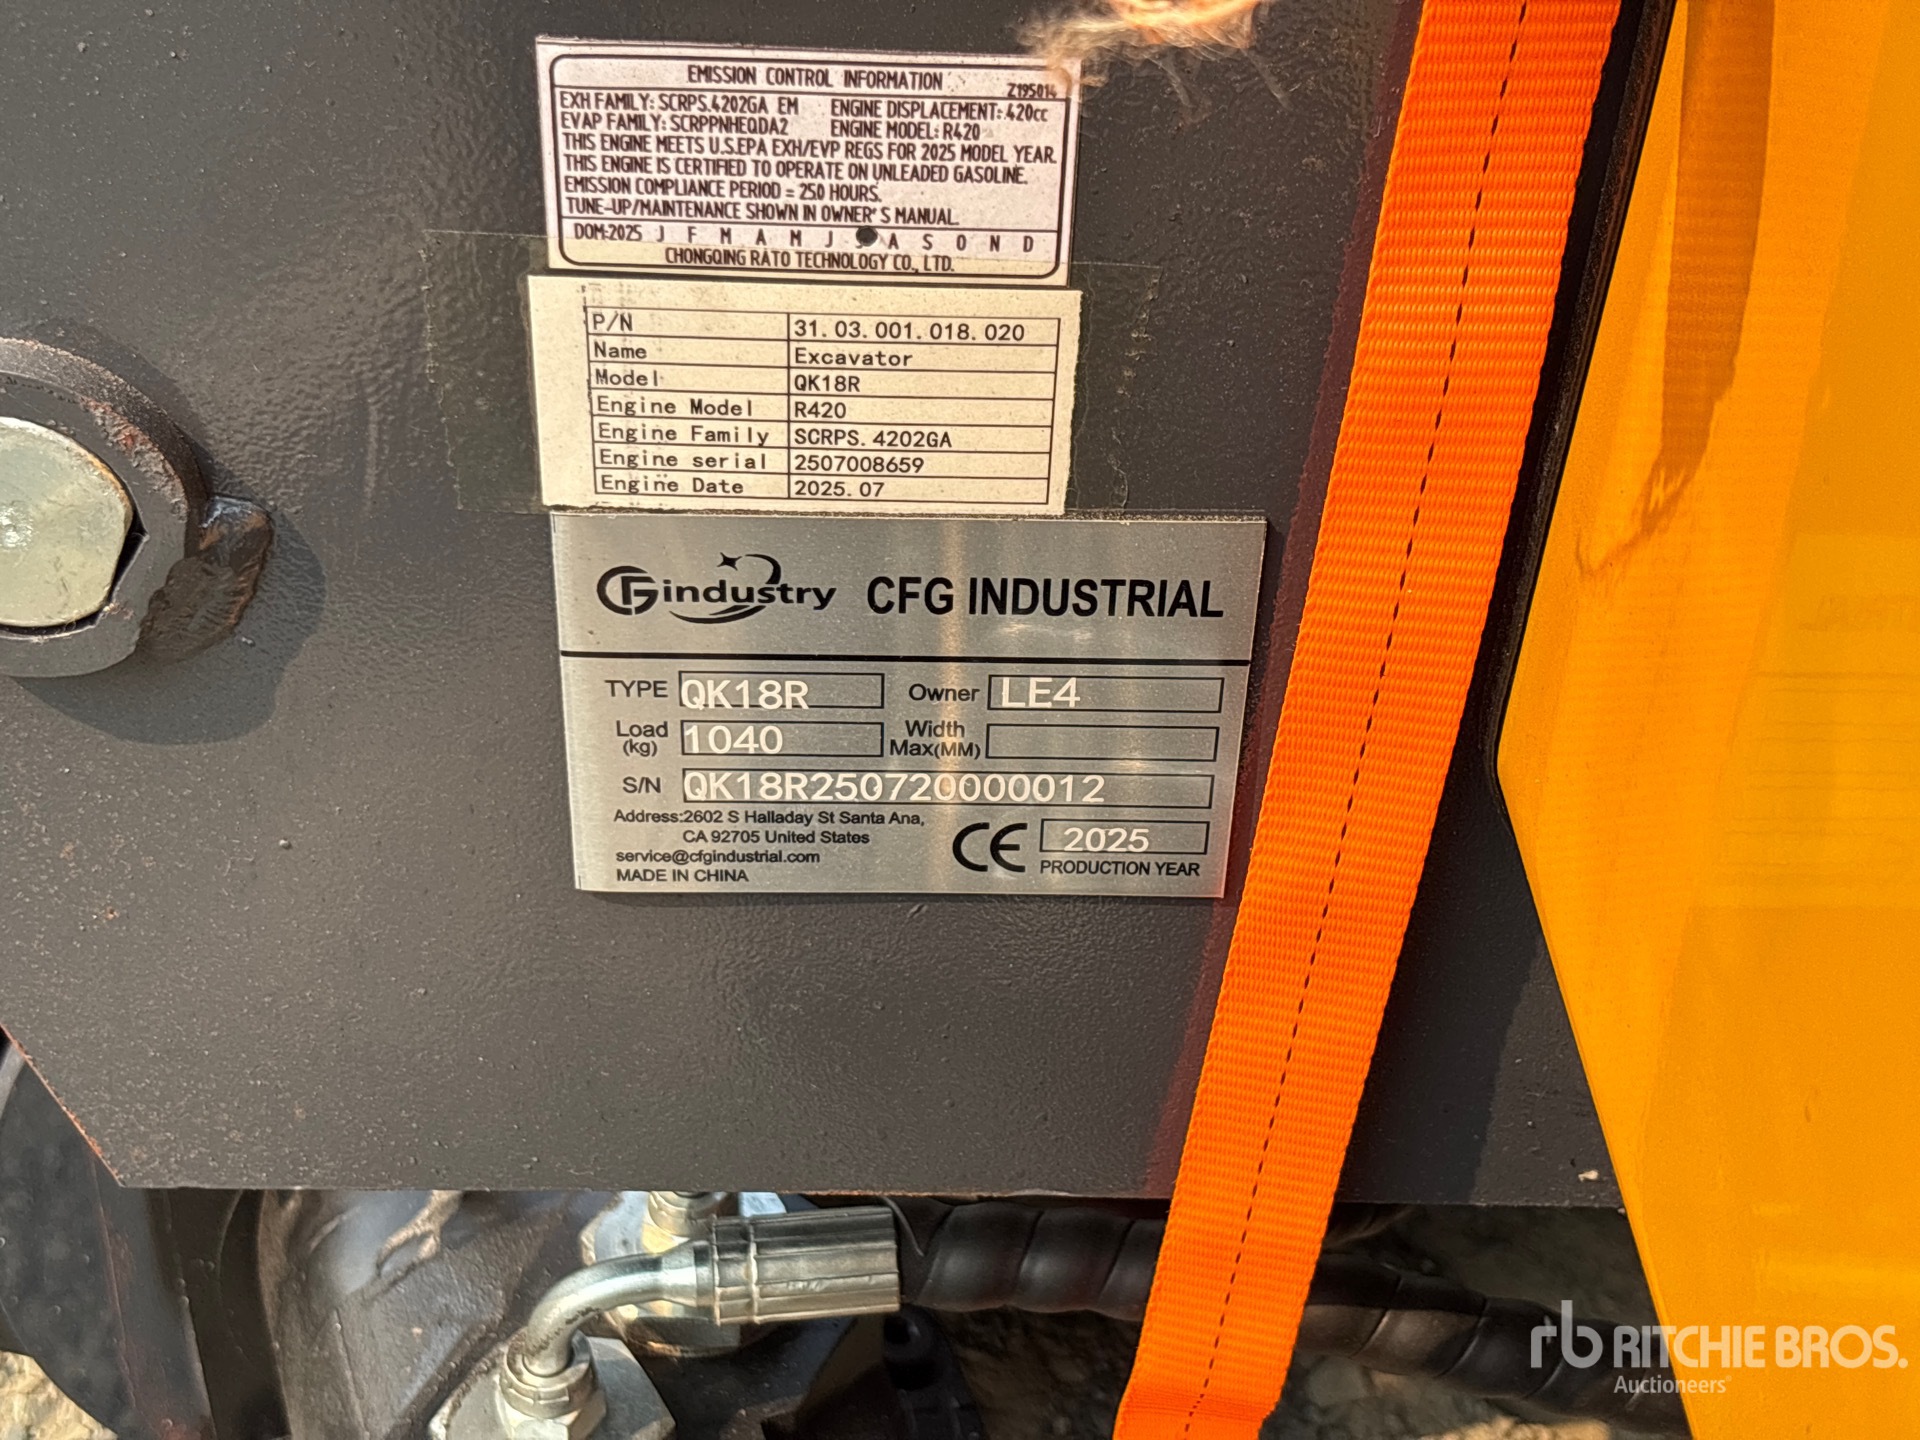 EMISSION CONTROL INFORMATION Z195014
EXH FAMILY: SCRPS.4202GA EM ENGINE DISPLACEMENT: 420cc
EVAP FAMILY: SCRPPNHEQDA2 ENGINE MODEL: R420
THIS ENGINE MEETS U.S.EPA EXH/EVP REGS FOR 2025 MODEL YEAR.
THIS ENGINE IS CERTIFIED TO OPERATE ON UNLEADED GASOLINE.
EMISSION COMPLIANCE PERIOD = 250 HOURS.
TUNE-UP/MAINTENANCE SHOWN IN OWNER'S MANUAL.
DOM:2025 J F M A M J J A S O N D
CHONGQING RATO TECHNOLOGY CO., LTD.
P/N 31.03.001.018.020
Name Excavator
Model QK18R
Engine Model R420
Engine Family SCRPS.4202GA
Engine serial 2507008659
Engine Date 2025.07
CFGindustry CFG INDUSTRIAL
TYPE QK18R Owner LE4
Load (kg) 1040 Width Max(MM)
S/N QK18R250720000012
Address:2602 S Halladay St Santa Ana,
CA 92705 United States
service@cfgindustrial.com
MADE IN CHINA
CE 2025
PRODUCTION YEAR
rb RITCHIE BROS.
Auctioneers